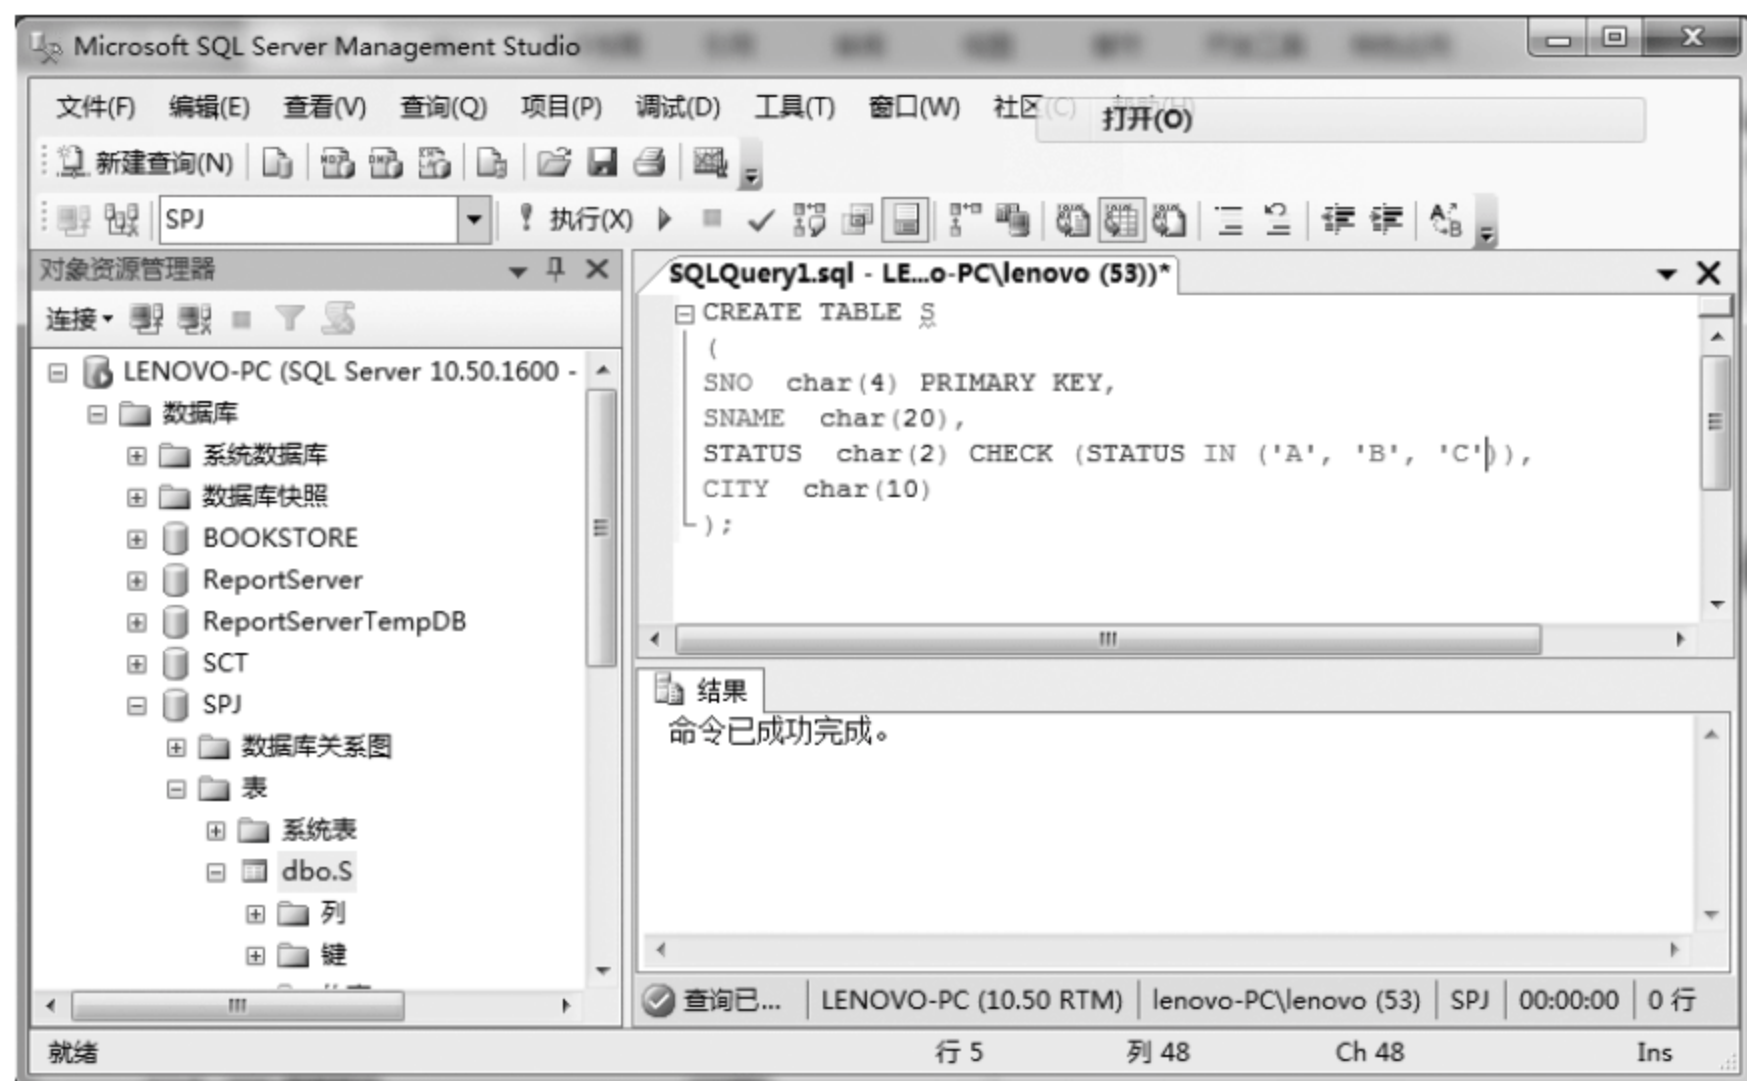 Microsoft SQL Server Management Studio
文件(F) 编辑(E) 查看(V) 查询(Q) 项目(P) 调试(D) 工具(T) 窗口(W) 社区(C) 帮助(H)
打开(O)
新建查询(N)
SPJ 执行(X)
对象资源管理器
连接
LENOVO-PC (SQL Server 10.50.1600 -
数据库
系统数据库
数据库快照
BOOKSTORE
ReportServer
ReportServerTempDB
SCT
SPJ
数据库关系图
表
系统表
dbo.S
列
键
SQLQuery1.sql - LE...o-PC\lenovo (53))*
CREATE TABLE S
(
SNO char(4) PRIMARY KEY,
SNAME char(20),
STATUS char(2) CHECK (STATUS IN ('A', 'B', 'C')),
CITY char(10)
);
结果
命令已成功完成。
查询已... LENOVO-PC (10.50 RTM) lenovo-PC\lenovo (53) SPJ 00:00:00 0 行
就绪 行 5 列 48 Ch 48 Ins